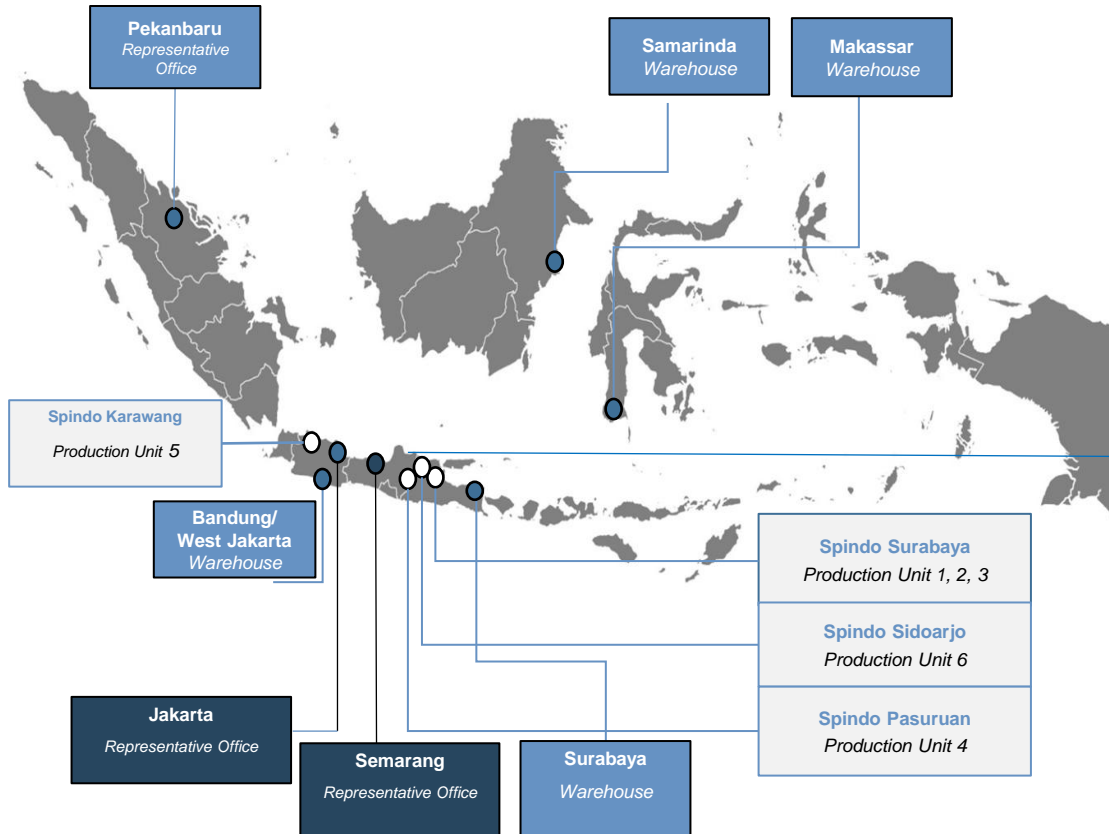 Pekanbaru
Representative
Office
Samarinda
Warehouse
Makassar
Warehouse
Spindo Karawang
Production Unit 5
Bandung/
West Jakarta
Warehouse
Spindo Surabaya
Production Unit 1, 2, 3
Spindo Sidoarjo
Production Unit 6
Spindo Pasuruan
Production Unit 4
Jakarta
Representative Office
Semarang
Representative Office
Surabaya
Warehouse